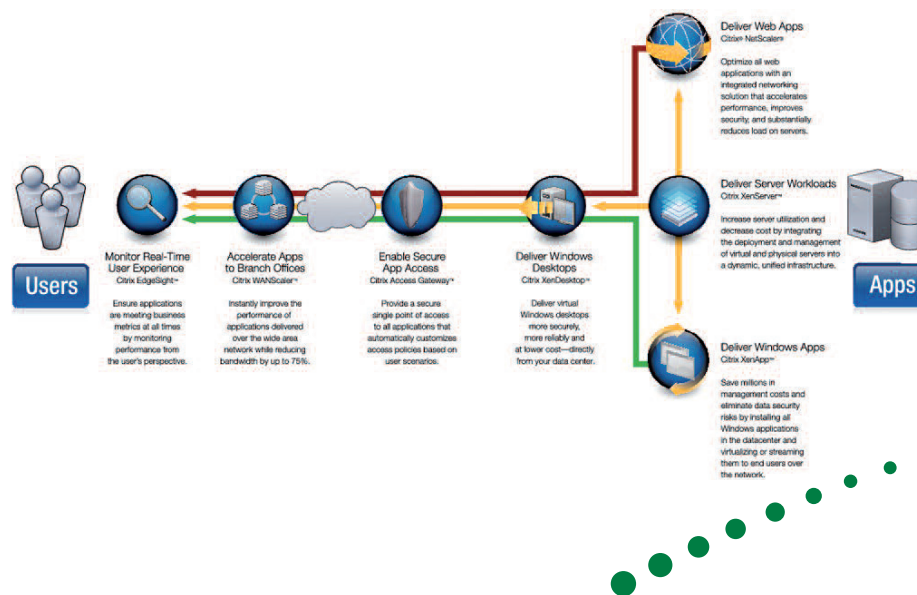 Deliver Web Apps
Citrix® NetScaler®
Optimize all web
applications with an
integrated networking
solution that accelerates
performance, improves
security, and substantially
reduces load on servers.
Users
Monitor Real-Time
User Experience
Citrix EdgeSight™
Ensure applications
are meeting business
metrics at all times
by monitoring
performance from
the user's perspective.
Accelerate Apps
to Branch Offices
Citrix WANScaler™
Instantly improve the
performance of
applications delivered
over the wide area
network while reducing
bandwidth by up to 75%.
Enable Secure
App Access
Citrix Access Gateway™
Provide a secure
single point of access
to all applications that
automatically customizes
access policies based on
user scenarios.
Deliver Windows
Desktops
Citrix XenDesktop™
Deliver virtual
Windows desktops
more securely,
more reliably and
at lower cost—directly
from your data center.
Deliver Server Workloads
Citrix XenServer™
Increase server utilization and
decrease cost by integrating
the deployment and management
of virtual and physical servers into
a dynamic, unified infrastructure.
Apps
Deliver Windows Apps
Citrix XenApp™
Save millions in
management costs and
eliminate data security
risks by installing all
Windows applications
in the datacenter and
virtualizing or streaming
them to end users over
the network.